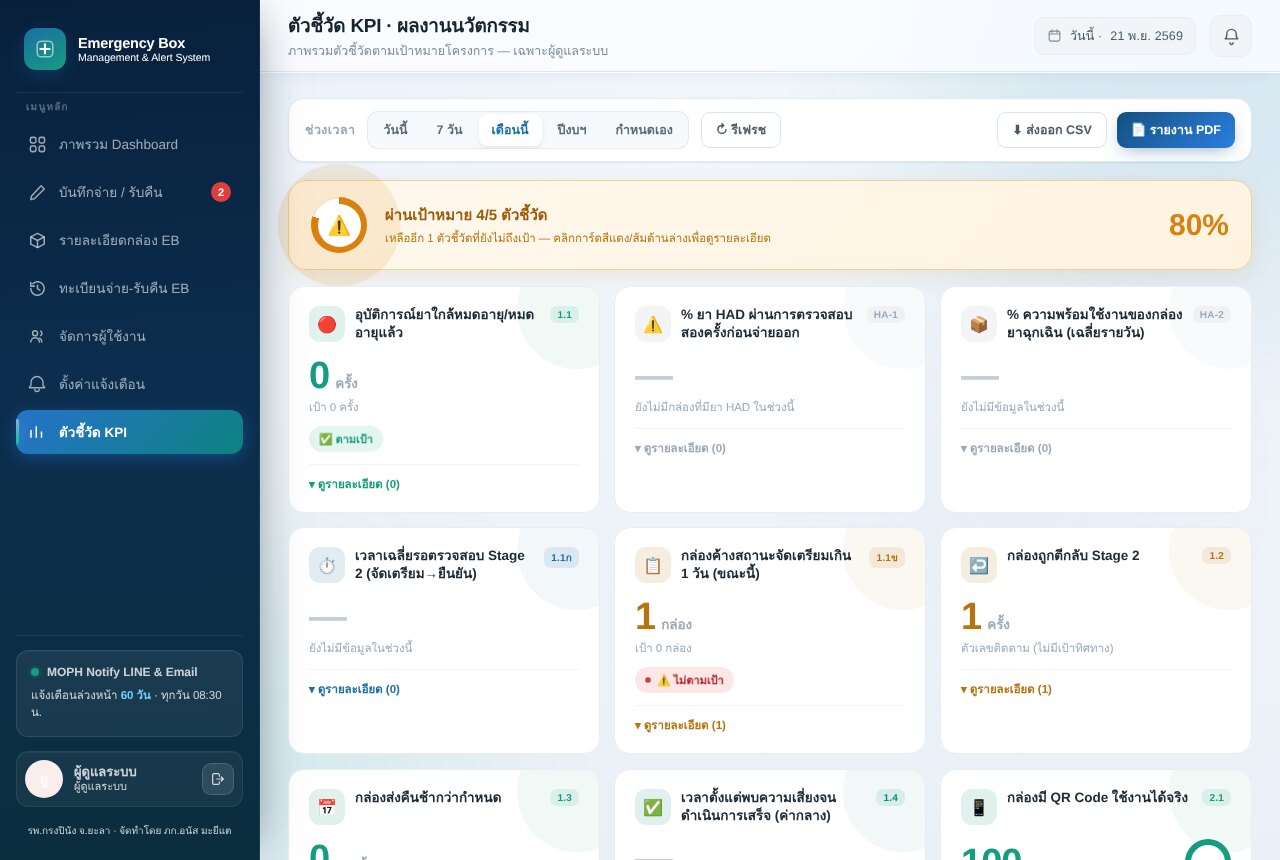 Emergency Box
Management & Alert System
เมนูหลัก
ภาพรวม Dashboard
บันทึกจ่าย / รับคืน
2
รายละเอียดกล่อง EB
ทะเบียนจ่าย-รับคืน EB
จัดการผู้ใช้งาน
ตั้งค่าแจ้งเตือน
ตัวชี้วัด KPI
MOPH Notify LINE & Email
แจ้งเตือนล่วงหน้า 60 วัน · ทุกวัน 08:30
น.
ผู้ดูแลระบบ
ผู้ดูแลระบบ
รพ.กรงปินัง จ.ยะลา · จัดทำโดย ภก.อนัส มะยีแต
ตัวชี้วัด KPI · ผลงานนวัตกรรม
ภาพรวมตัวชี้วัดตามเป้าหมายโครงการ — เฉพาะผู้ดูแลระบบ
วันนี้ · 21 พ.ย. 2569
ช่วงเวลา
วันนี้
7 วัน
เดือนนี้
ปีงบฯ
กำหนดเอง
รีเฟรช
ส่งออก CSV
รายงาน PDF
ผ่านเป้าหมาย 4/5 ตัวชี้วัด
เหลืออีก 1 ตัวชี้วัดที่ยังไม่ถึงเป้า — คลิกการ์ดสีแดง/ส้มด้านล่างเพื่อดูรายละเอียด
80%
อุบัติการณ์ยาใกล้หมดอายุ/หมด
อายุแล้ว
1.1
0 ครั้ง
เป้า 0 ครั้ง
✅ ตามเป้า
▾ ดูรายละเอียด (0)
% ยา HAD ผ่านการตรวจสอบ
สองครั้งก่อนจ่ายออก
HA-1
—
ยังไม่มีกล่องที่มียา HAD ในช่วงนี้
▾ ดูรายละเอียด (0)
% ความพร้อมใช้งานของกล่อง
ยาฉุกเฉิน (เฉลี่ยรายวัน)
HA-2
—
ยังไม่มีข้อมูลในช่วงนี้
▾ ดูรายละเอียด (0)
เวลาเฉลี่ยรอตรวจสอบ Stage
2 (จัดเตรียม→ยืนยัน)
1.1ก
—
ยังไม่มีข้อมูลในช่วงนี้
▾ ดูรายละเอียด (0)
กล่องค้างสถานะจัดเตรียมเกิน
1 วัน (ขณะนี้)
1.1ข
1 กล่อง
เป้า 0 กล่อง
⚠️ ไม่ตามเป้า
▾ ดูรายละเอียด (1)
กล่องถูกตีกลับ Stage 2
1.2
1 ครั้ง
ตัวเลขติดตาม (ไม่มีเป้าทิศทาง)
▾ ดูรายละเอียด (1)
กล่องส่งคืนช้ากว่ากำหนด
1.3
0
เวลาตั้งแต่พบความเสี่ยงจน
ดำเนินการเสร็จ (ค่ากลาง)
1.4
—
กล่องมี QR Code ใช้งานได้จริง
2.1
100